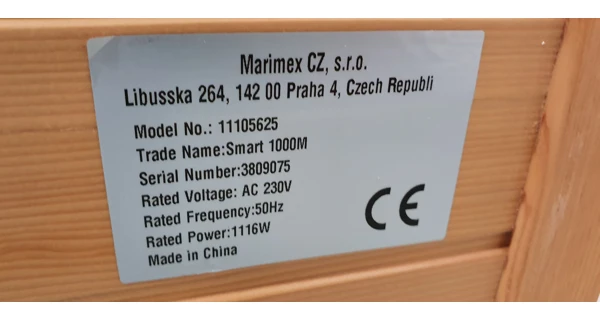 Marimex CZ, s.r.o.
Libusska 264, 142 00 Praha 4, Czech Republi
Model No.: 11105625
Trade Name:Smart 1000M
Serial Number:3809075
Rated Voltage: AC 230V
Rated Frequency:50Hz
Rated Power:1116W
Made in China
CE